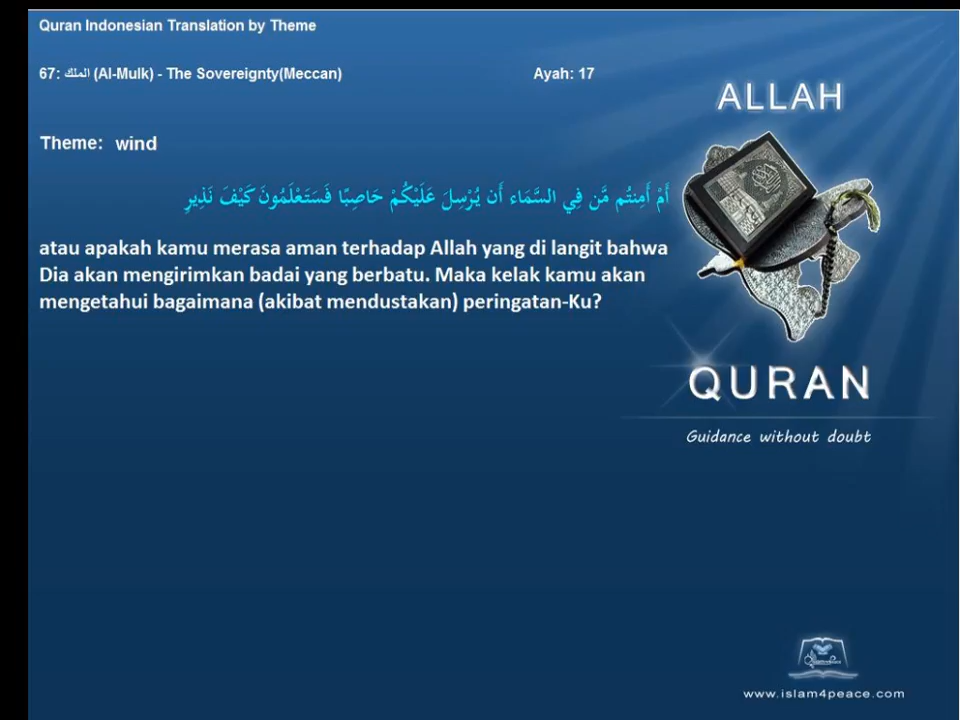 Quran Indonesian Translation by Theme
67: الملك (Al-Mulk) - The Sovereignty(Meccan) Ayah: 17
ALLAH
Theme: wind
أَمْ أَمِنتُم مَّن فِي السَّمَاء أَن يُرْسِلَ عَلَيْكُمْ حَاصِبًا فَسَتَعْلَمُونَ كَيْفَ نَذِيرِ
atau apakah kamu merasa aman terhadap Allah yang di langit bahwa
Dia akan mengirimkan badai yang berbatu. Maka kelak kamu akan
mengetahui bagaimana (akibat mendustakan) peringatan-Ku?
QURAN
Guidance without doubt
www.islam4peace.com